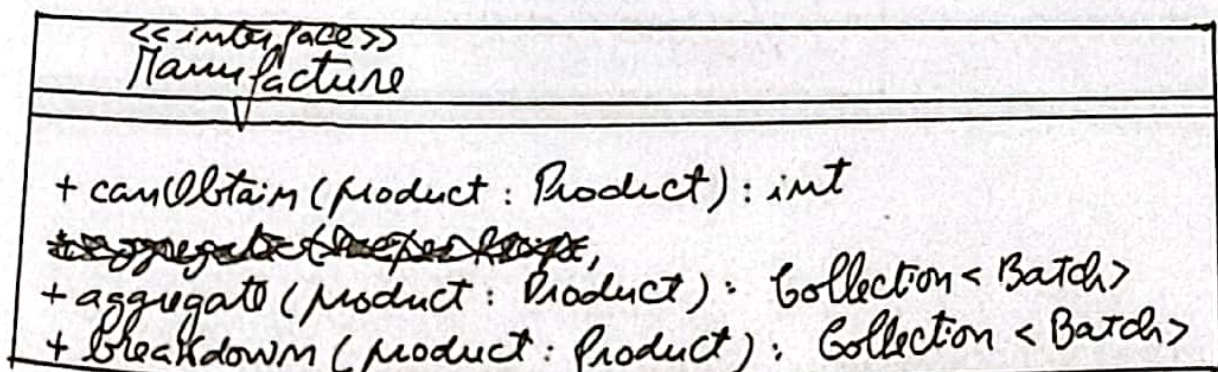 <<interface>>
Manufacture
+ canObtain (product : Product) : int
+ aggregate (product : Product) : Collection < Batch>
+ breakdown (product : Product) : Collection < Batch>